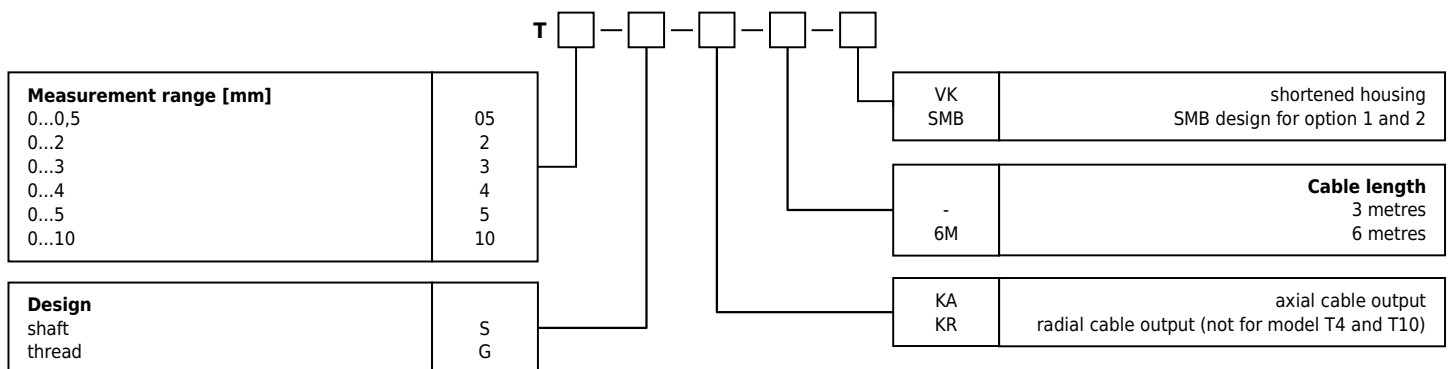 T — — — —
Measurement range [mm]
0...0,5 05
0...2 2
0...3 3
0...4 4
0...5 5
0...10 10
Design
shaft S
thread G
VK shortened housing
SMB SMB design for option 1 and 2
Cable length
- 3 metres
6M 6 metres
KA axial cable output
KR radial cable output (not for model T4 and T10)